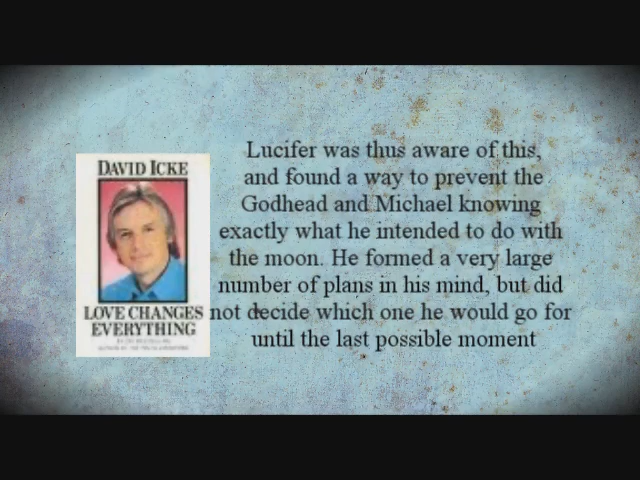 DAVID ICKE
LOVE CHANGES
EVERYTHING
Lucifer was thus aware of this,
and found a way to prevent the
Godhead and Michael knowing
exactly what he intended to do with
the moon. He formed a very large
number of plans in his mind, but did
not decide which one he would go for
until the last possible moment